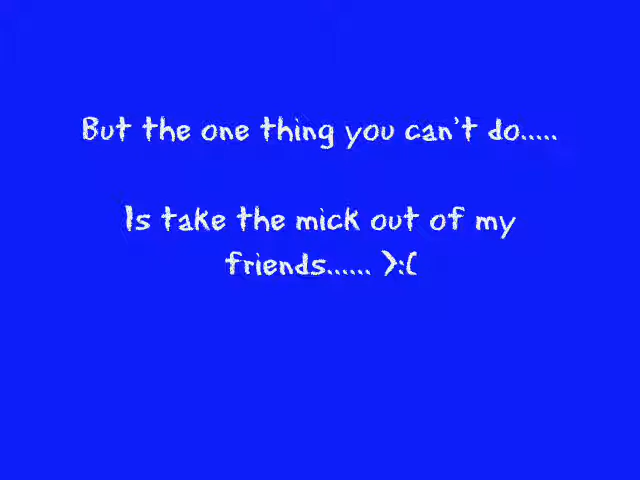 But the one thing you can't do.....
Is take the mick out of my
friends...... >:(